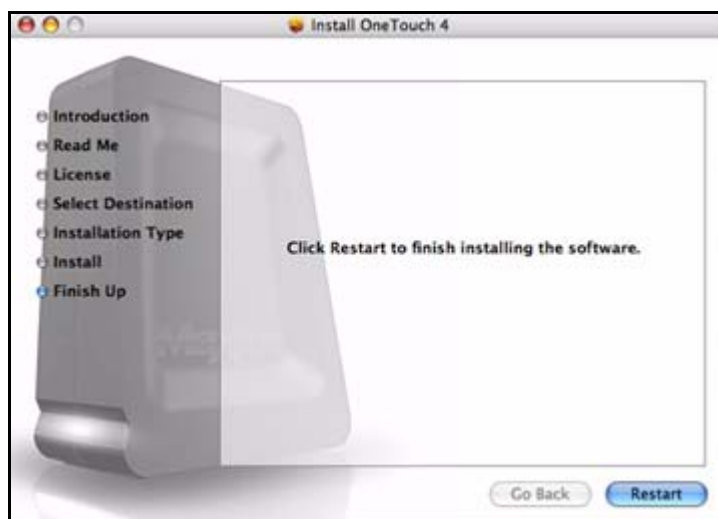 Install OneTouch 4
Introduction
Read Me
License
Select Destination
Installation Type
Install
Finish Up
Click Restart to finish installing the software.
Maxtor
Go Back
Restart